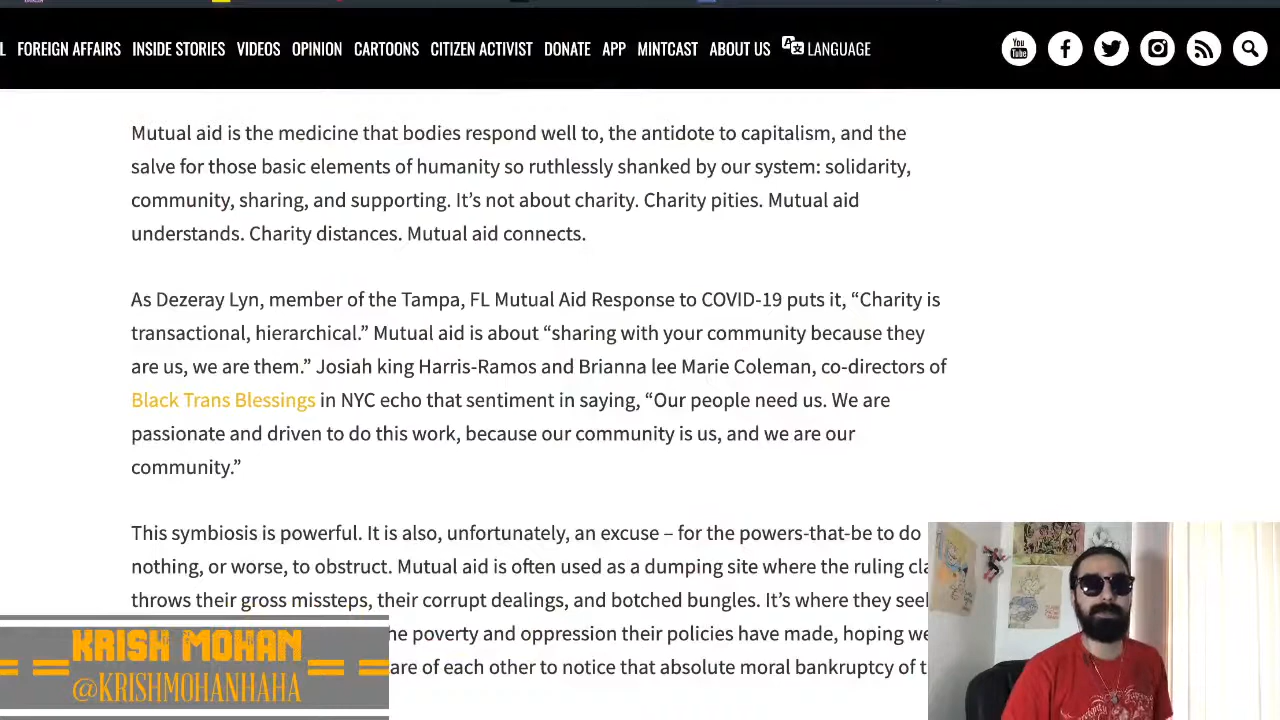 L FOREIGN AFFAIRS INSIDE STORIES VIDEOS OPINION CARTOONS CITIZEN ACTIVIST DONATE APP MINTCAST ABOUT US LANGUAGE
You
Tube
Mutual aid is the medicine that bodies respond well to, the antidote to capitalism, and the
salve for those basic elements of humanity so ruthlessly shanked by our system: solidarity,
community, sharing, and supporting. It’s not about charity. Charity pities. Mutual aid
understands. Charity distances. Mutual aid connects.
As Dezeray Lyn, member of the Tampa, FL Mutual Aid Response to COVID-19 puts it, “Charity is
transactional, hierarchical.” Mutual aid is about “sharing with your community because they
are us, we are them.” Josiah king Harris-Ramos and Brianna lee Marie Coleman, co-directors of
Black Trans Blessings in NYC echo that sentiment in saying, “Our people need us. We are
passionate and driven to do this work, because our community is us, and we are our
community.”
This symbiosis is powerful. It is also, unfortunately, an excuse – for the powers-that-be to do
nothing, or worse, to obstruct. Mutual aid is often used as a dumping site where the ruling cla
throws their gross missteps, their corrupt dealings, and botched bungles. It’s where they see
he poverty and oppression their policies have made, hoping we
are of each other to notice that absolute moral bankruptcy of t
KRISH MOHAN
@KRISHMOHANHAHA